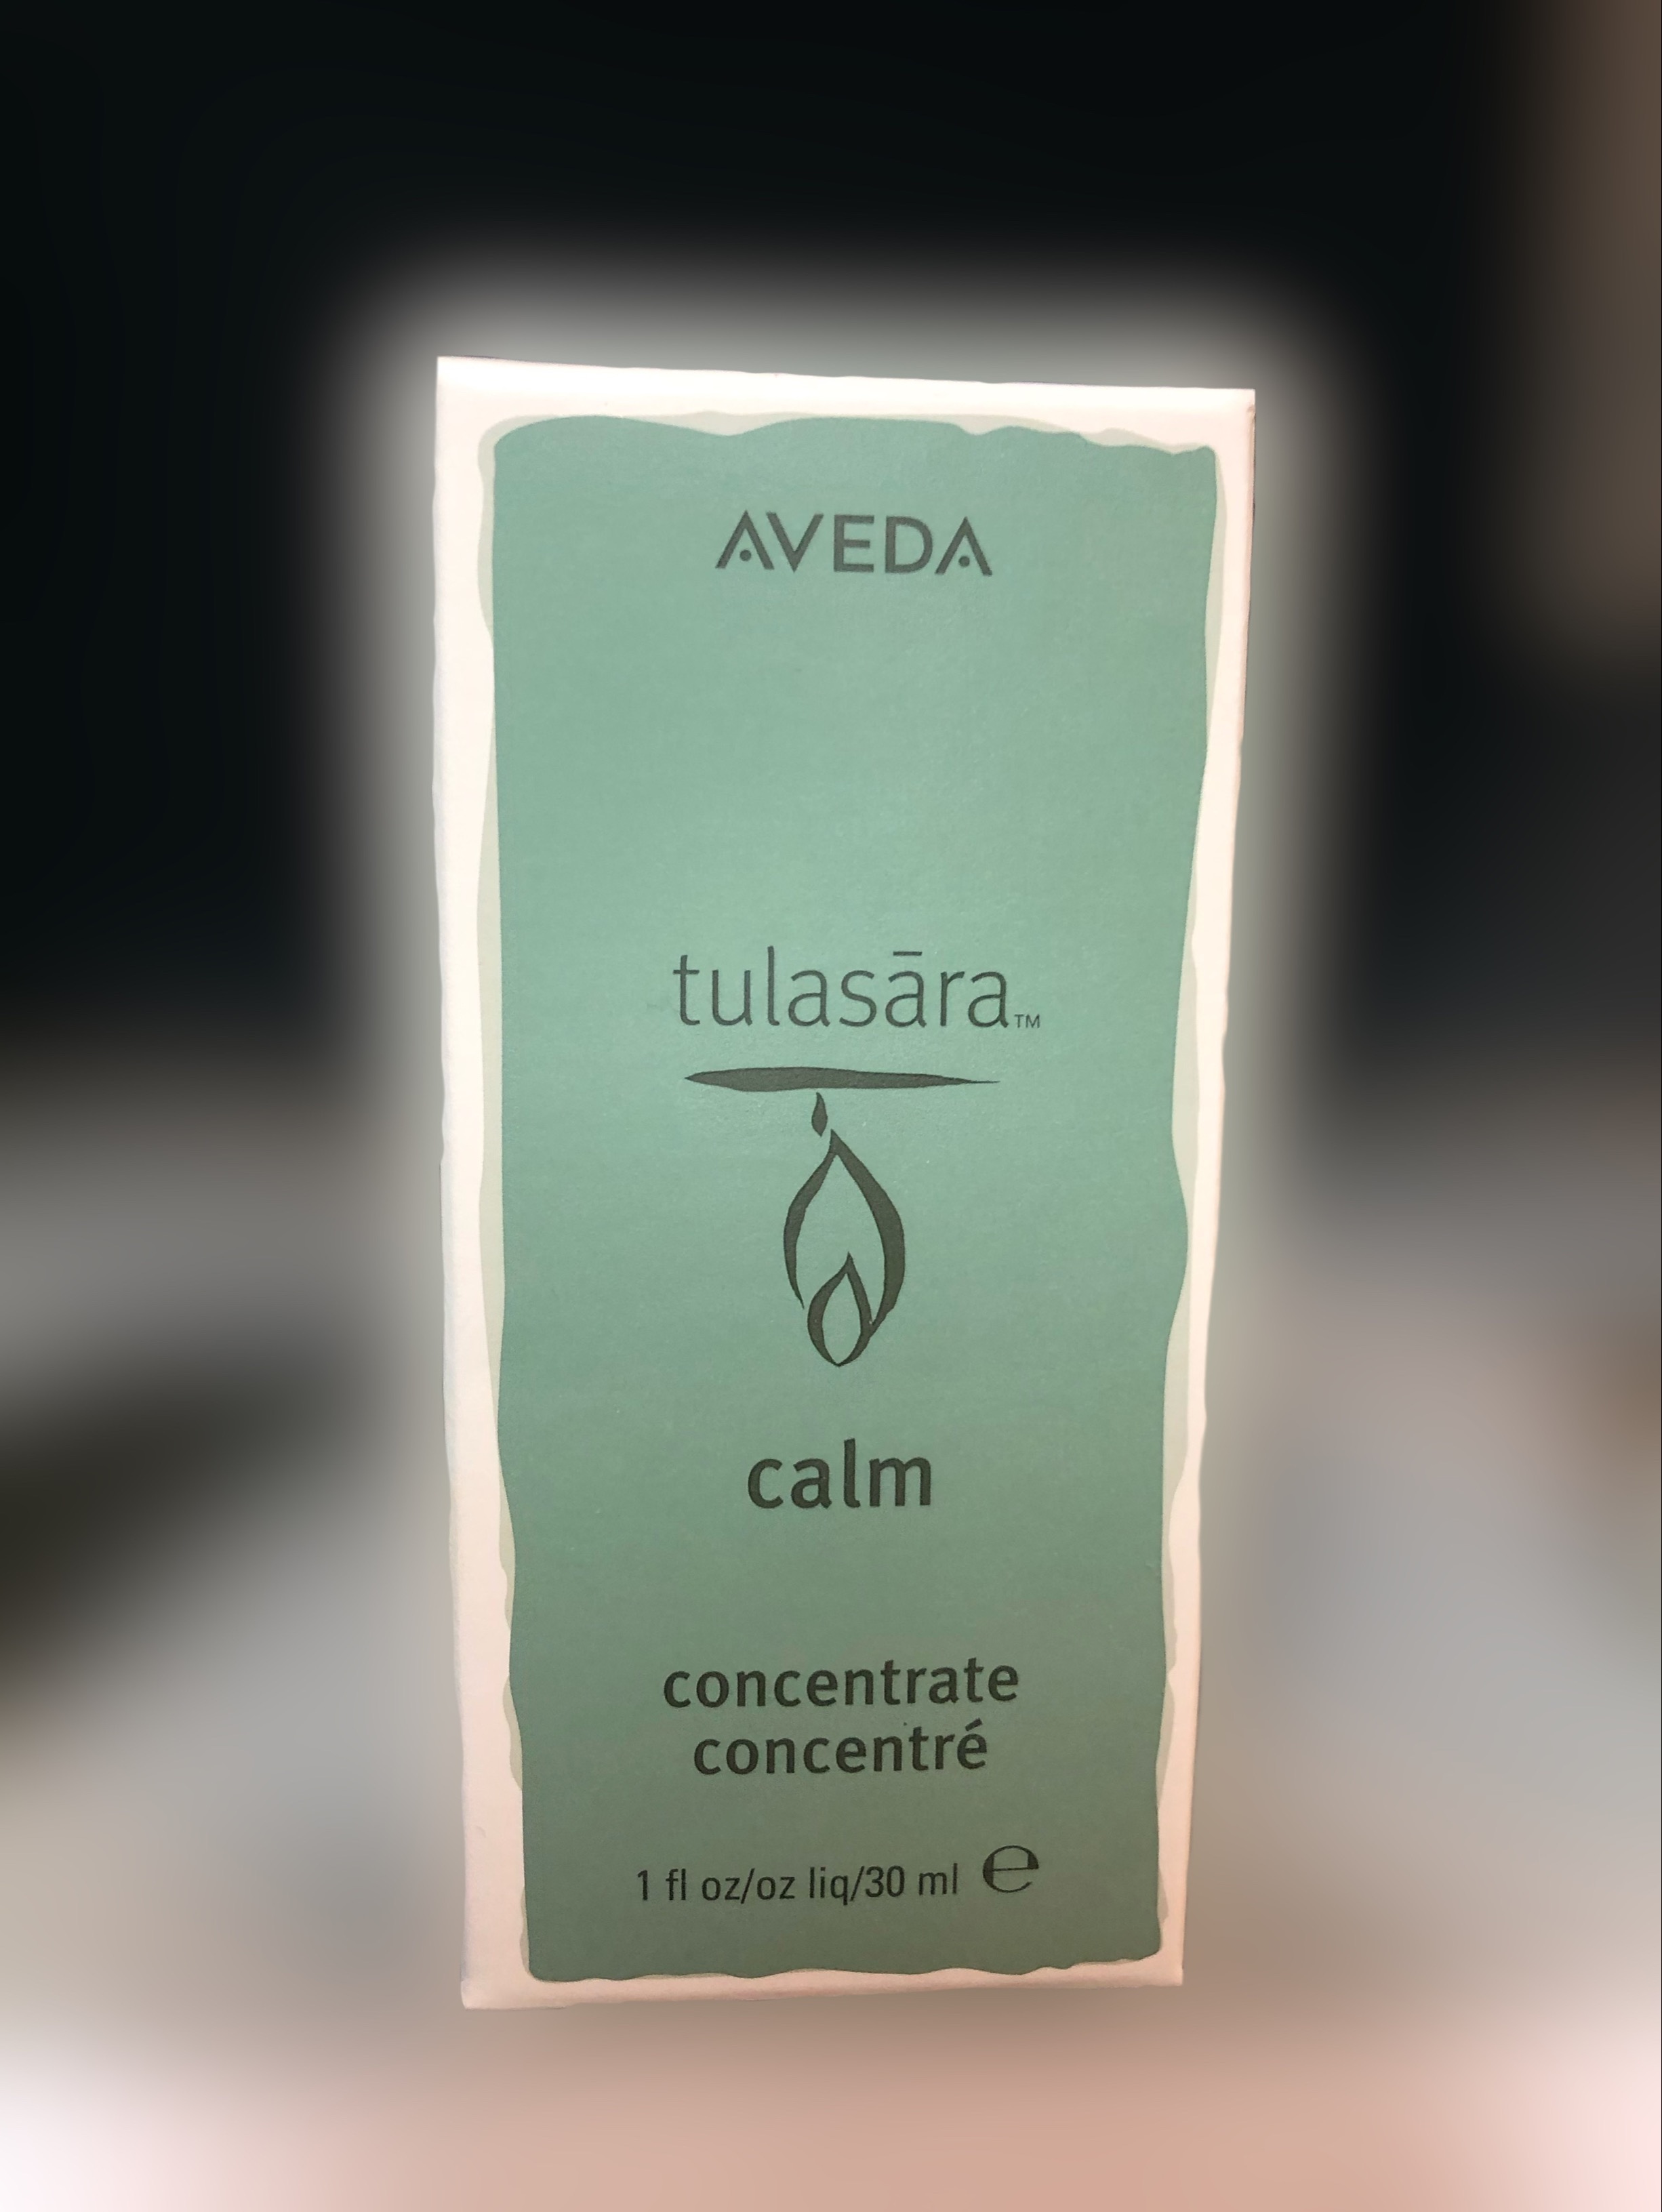 AVEDA
tulasāra™
calm
concentrate
concentré
1 fl oz/oz liq/30 ml ℮